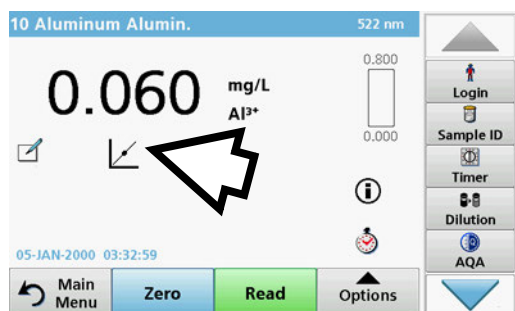 10 Aluminum Alumin.
522 nm
0.060
mg/L
Al³⁺
0.800
0.000
05-JAN-2000 03:32:59
Main
Menu
Zero
Read
Options
Login
Sample ID
Timer
Dilution
AQA